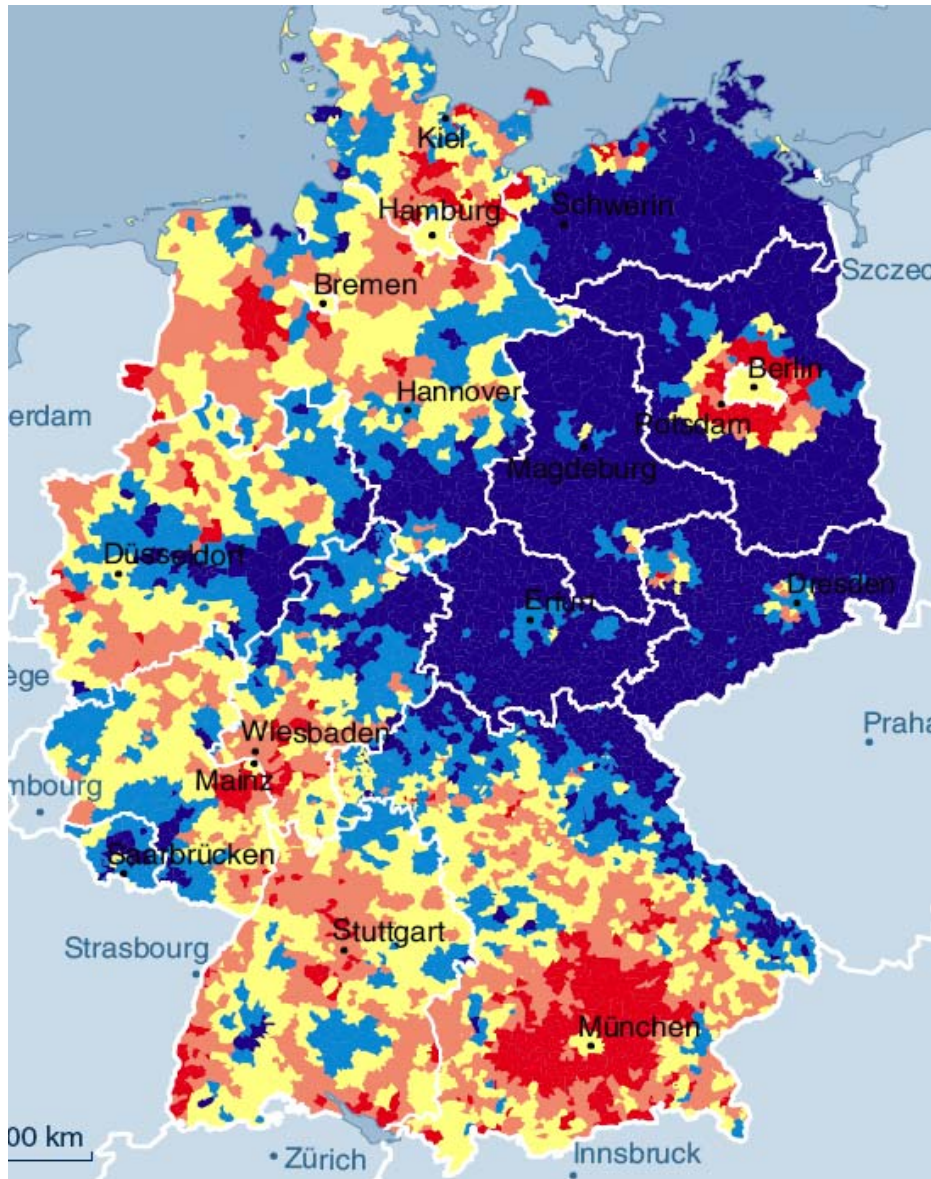 Kiel
Schwerin
Hamburg
Szczec
Bremen
Berlin
Hannover
Potsdam
erdam
Magdeburg
Düsseldorf
Dresden
Erfurt
ège
Wiesbaden
Praha
Mainz
mbourg
Saarbrücken
Stuttgart
Strasbourg
München
00 km
Zürich
Innsbruck